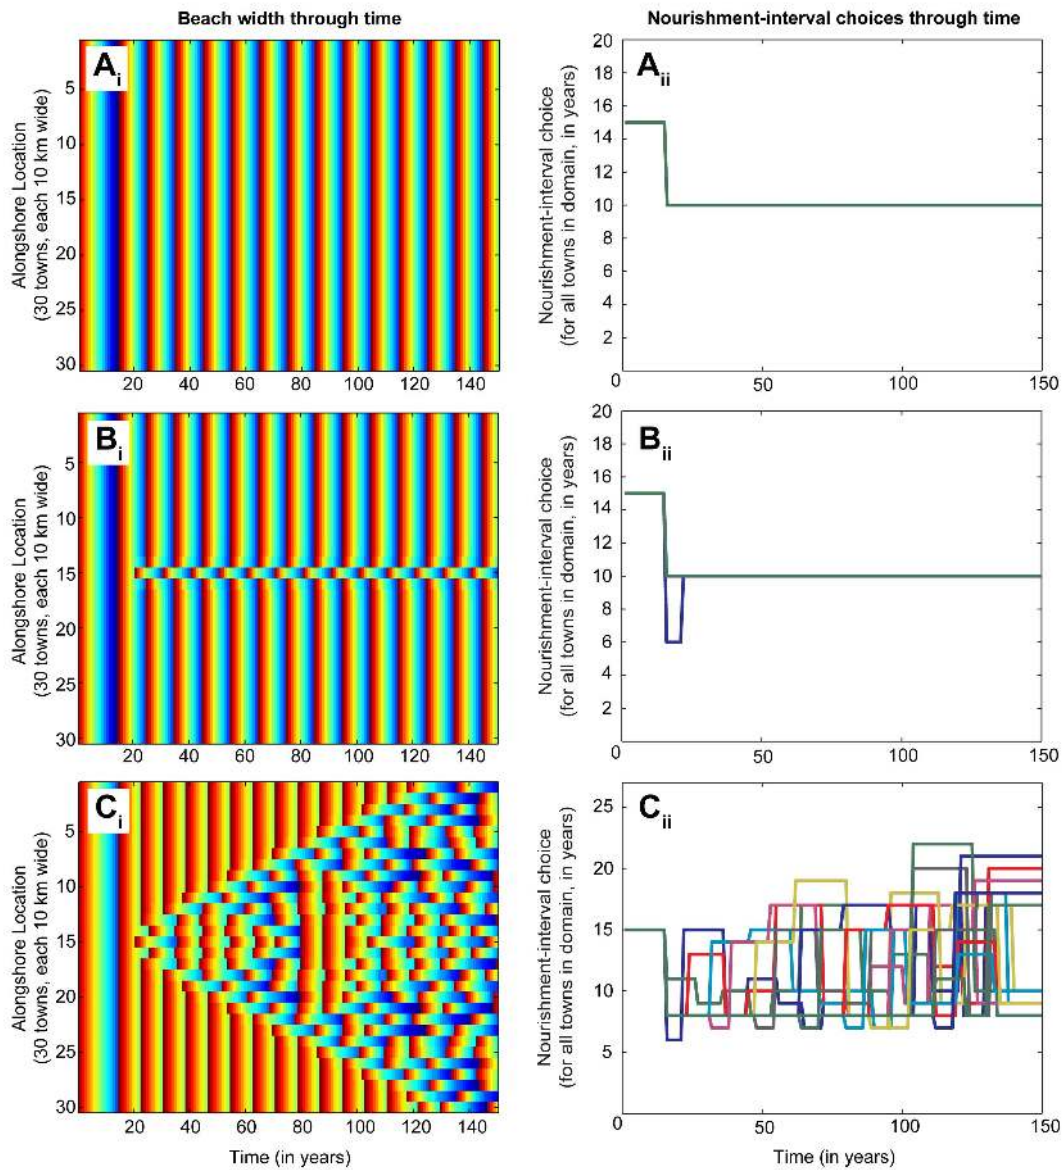 Beach width through time
Nourishment-interval choices through time
A i
Alongshore Location
(30 towns, each 10 km wide)
5
10
15
20
25
30
20 40 60 80 100 120 140
A ii
Nourishment-interval choice
(for all towns in domain, in years)
20
18
16
14
12
10
8
6
4
2
0 50 100 150
B i
Alongshore Location
(30 towns, each 10 km wide)
5
10
15
20
25
30
20 40 60 80 100 120 140
B ii
Nourishment-interval choice
(for all towns in domain, in years)
20
18
16
14
12
10
8
6
4
2
0 50 100 150
C i
Alongshore Location
(30 towns, each 10 km wide)
5
10
15
20
25
30
20 40 60 80 100 120 140
Time (in years)
C ii
Nourishment-interval choice
(for all towns in domain, in years)
25
20
15
10
5
0 50 100 150
Time (in years)